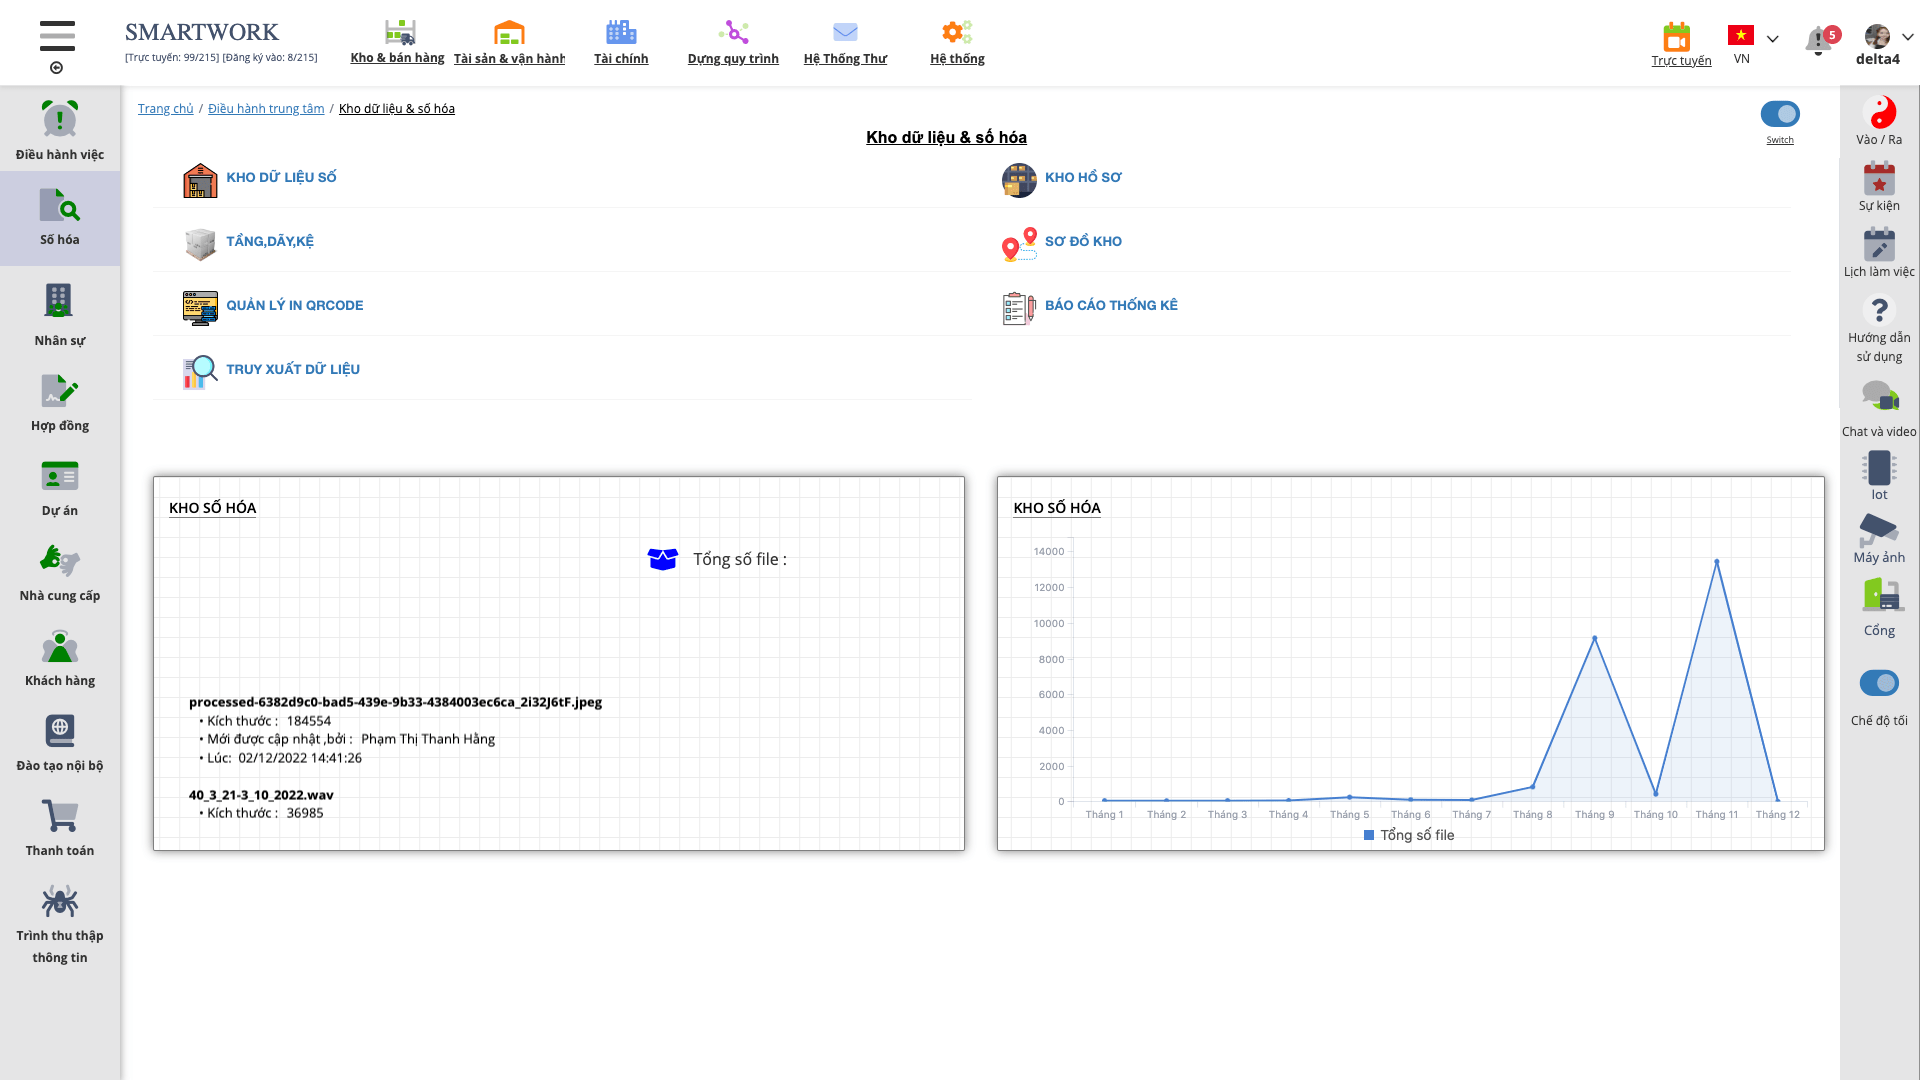 SMARTWORK
[Trực tuyến: 99/215] [Đăng ký vào: 8/215]
Kho & bán hàng
Tài sản & vận hành
Tài chính
Dựng quy trình
Hệ Thống Thư
Hệ thống
Trực tuyến
VN
5
delta4
Trang chủ / Điều hành trung tâm / Kho dữ liệu & số hóa
Kho dữ liệu & số hóa
Switch
Điều hành việc
Số hóa
Nhân sự
Hợp đồng
Dự án
Nhà cung cấp
Khách hàng
Đào tạo nội bộ
Thanh toán
Trình thu thập
thông tin
KHO DỮ LIỆU SỐ
KHO HỒ SƠ
TẦNG,DÃY,KỆ
SƠ ĐỒ KHO
QUẢN LÝ IN QRCODE
BÁO CÁO THỐNG KÊ
TRUY XUẤT DỮ LIỆU
KHO SỐ HÓA
Tổng số file :
processed-6382d9c0-bad5-439e-9b33-4384003ec6ca_2i32J6tF.jpeg
• Kích thước : 184554
• Mới được cập nhật ,bởi : Phạm Thị Thanh Hằng
• Lúc: 02/12/2022 14:41:26
40_3_21-3_10_2022.wav
• Kích thước : 36985
KHO SỐ HÓA
14000
12000
10000
8000
6000
4000
2000
0
Tháng 1
Tháng 2
Tháng 3
Tháng 4
Tháng 5
Tháng 6
Tháng 7
Tháng 8
Tháng 9
Tháng 10
Tháng 11
Tháng 12
Tổng số file
Vào / Ra
Sự kiện
Lịch làm việc
Hướng dẫn
sử dụng
Chat và video
Iot
Máy ảnh
Cổng
Chế độ tối